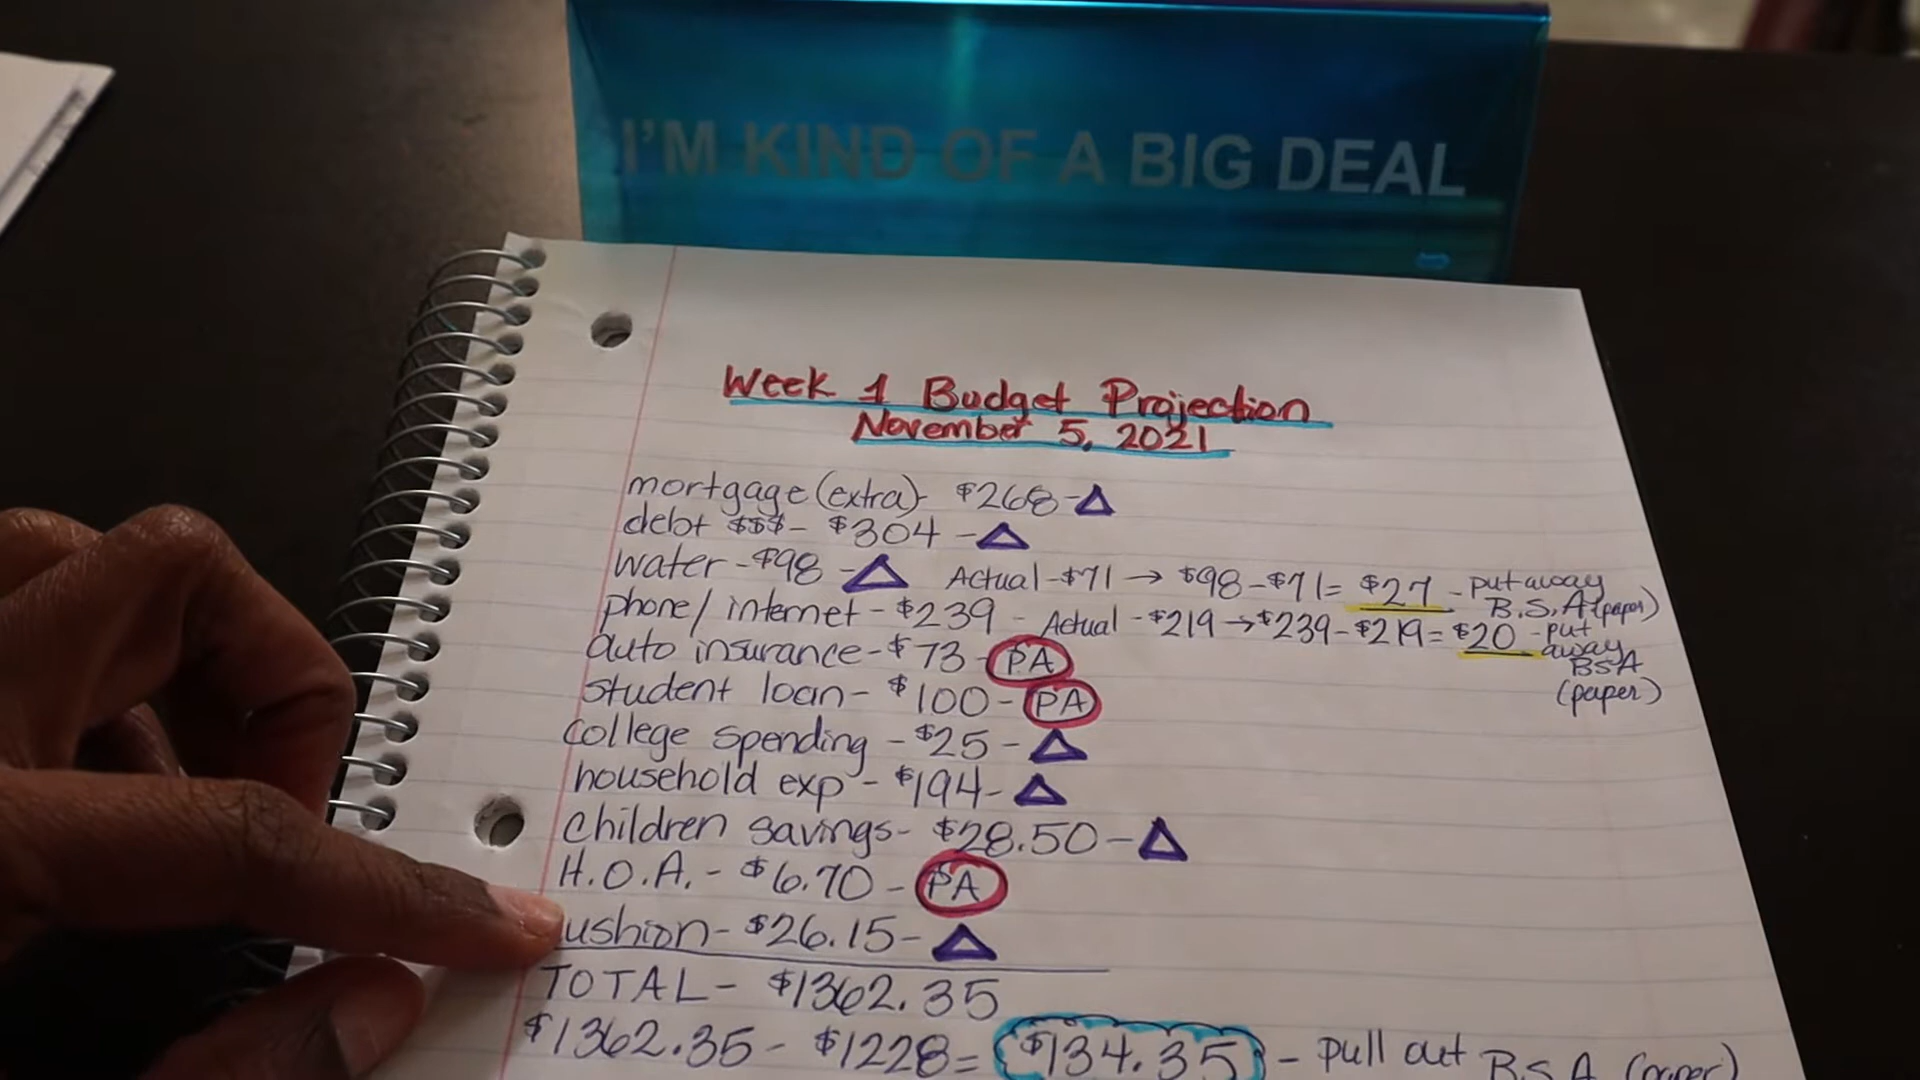 I'M KIND OF A BIG DEAL
Week 1 Budget Projection
November 5, 2021
mortgage (extra)- $268-
debt $$$- $304 -
water-$98 - Actual-$71 → $98-$71= $27 - put away
B.S.A (paper)
phone/ internet - $239 - Actual -$219 →$239-$219= $20 -put
away
BSA
(paper)
auto insurance-$73- PA
student loan- $100- PA
college spending - $25 -
household exp - $194-
children savings- $28.50 -
H.O.A. - $6.70 - PA
ushion- $26.15-
TOTAL- $1362.35
$1362.35- $1228= $134.35 - pull out B.S.A (paper)